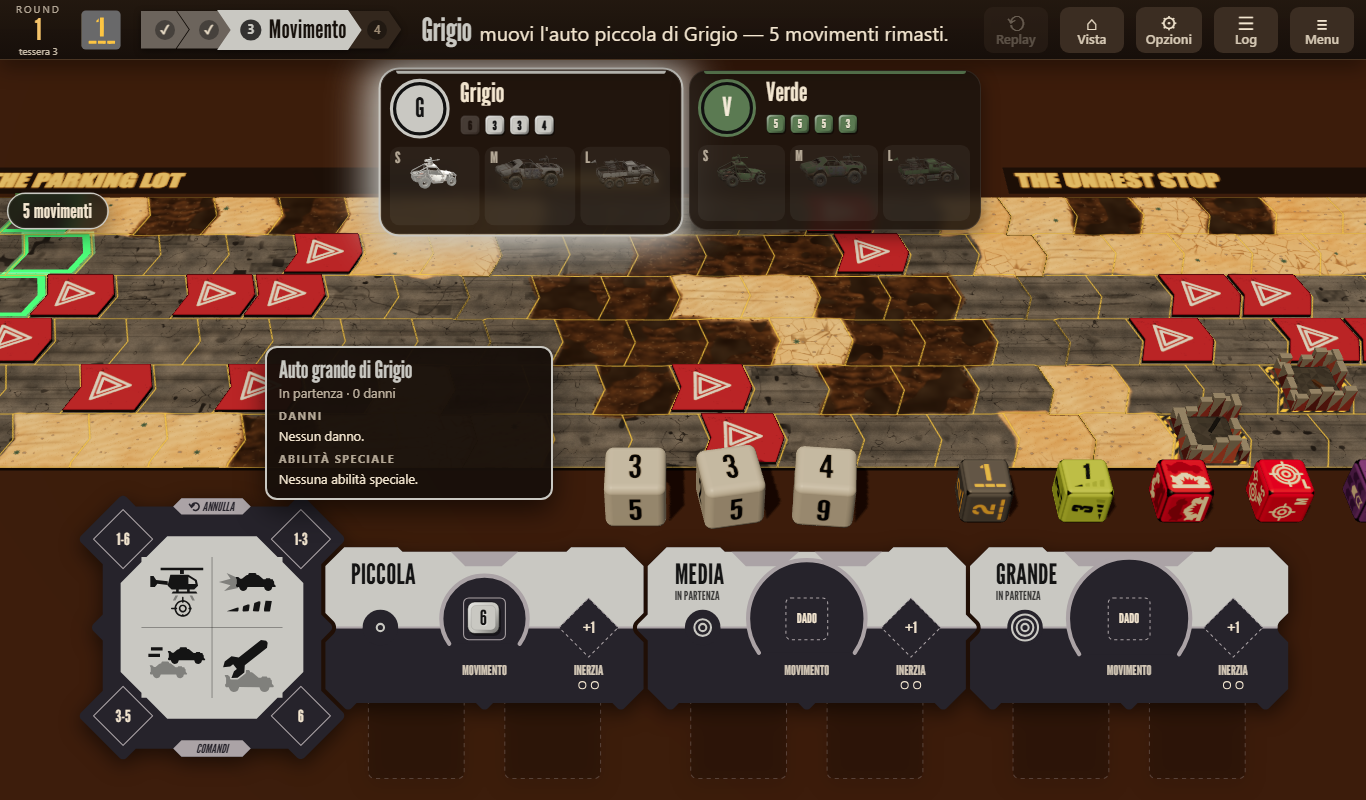 ROUND
1
tessera 3
1
3 Movimento
4
Grigio muovi l'auto piccola di Grigio — 5 movimenti rimasti.
Replay
Vista
Opzioni
Log
Menu
G
Grigio
6 3 3 4
S
M
L
V
Verde
5 5 5 3
S
M
L
THE PARKING LOT
THE UNREST STOP
5 movimenti
Auto grande di Grigio
In partenza · 0 danni
DANNI
Nessun danno.
ABILITÀ SPECIALE
Nessuna abilità speciale.
3
5
3
5
4
9
1
2
1
3
ANNULLA
1-6
1-3
3-5
6
COMANDI
PICCOLA
6
MOVIMENTO
+1
INERZIA
MEDIA
IN PARTENZA
DADO
MOVIMENTO
+1
INERZIA
GRANDE
IN PARTENZA
DADO
MOVIMENTO
+1
INERZIA